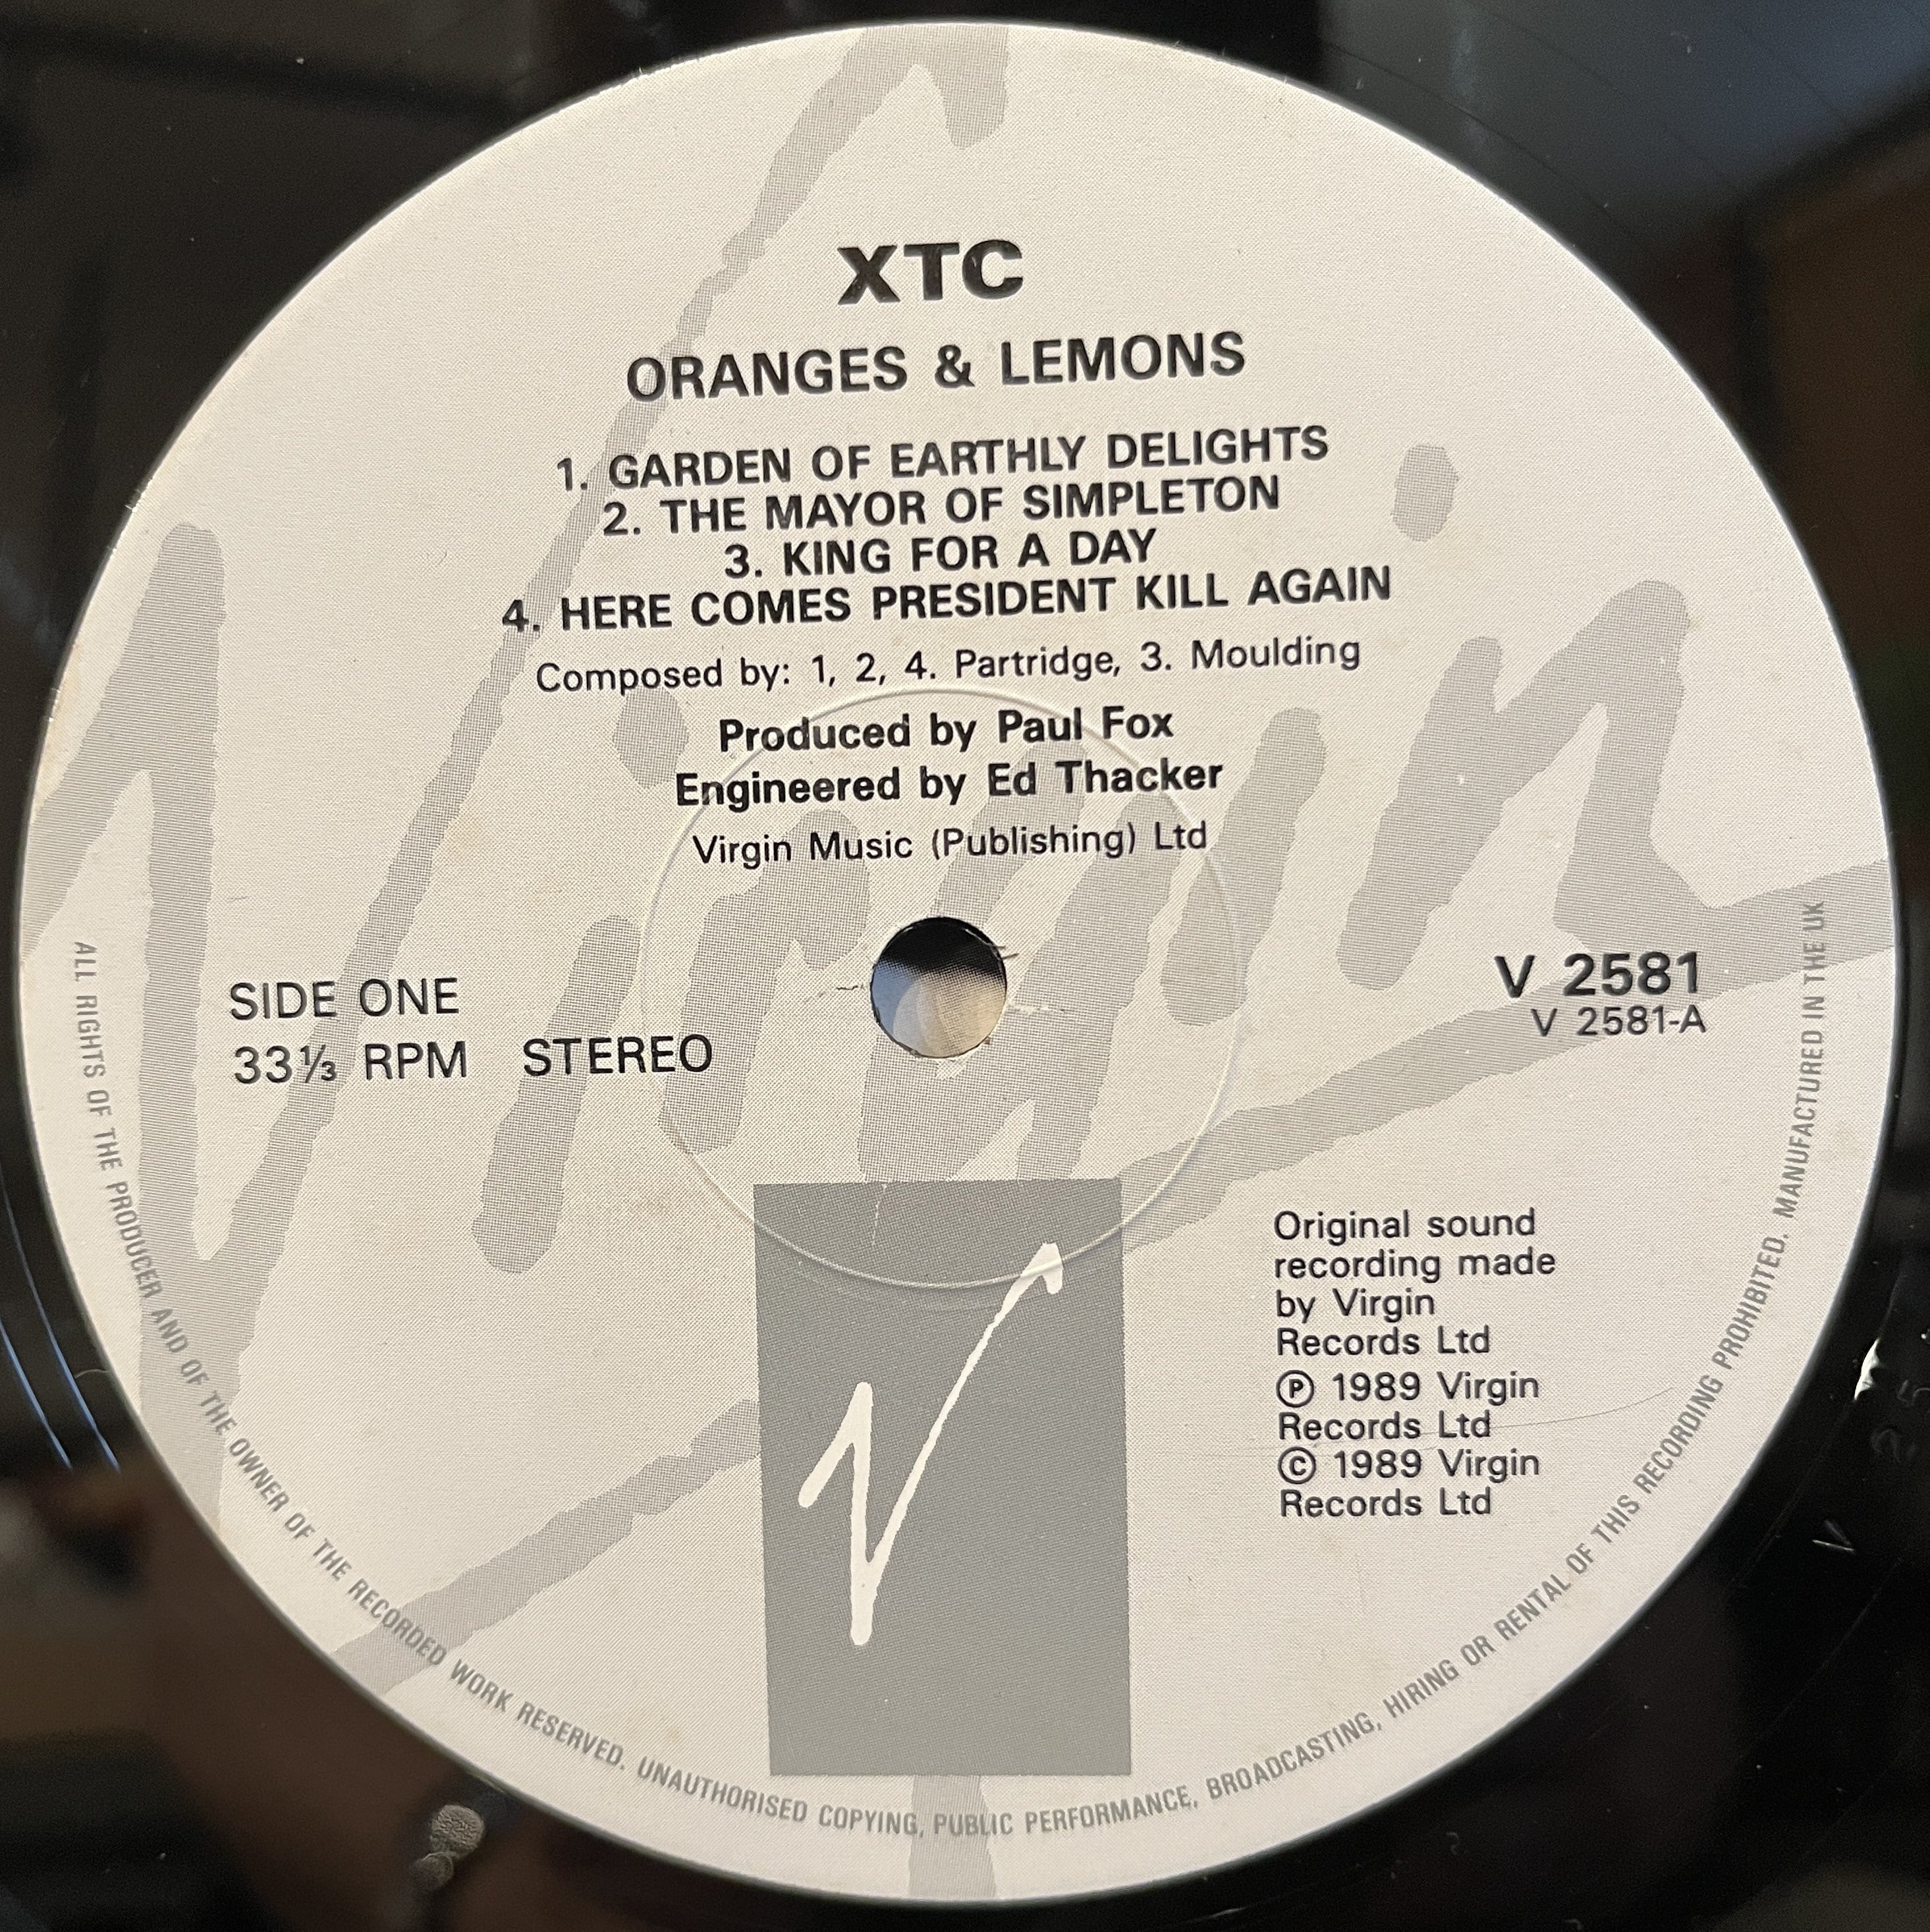 XTC
ORANGES & LEMONS
1. GARDEN OF EARTHLY DELIGHTS
2. THE MAYOR OF SIMPLETON
3. KING FOR A DAY
4. HERE COMES PRESIDENT KILL AGAIN
Composed by: 1, 2, 4. Partridge, 3. Moulding
Produced by Paul Fox
Engineered by Ed Thacker
Virgin Music (Publishing) Ltd
SIDE ONE
33⅓ RPM STEREO
V 2581
V 2581-A
Original sound
recording made
by Virgin
Records Ltd
Ⓟ 1989 Virgin
Records Ltd
© 1989 Virgin
Records Ltd
ALL RIGHTS OF THE PRODUCER AND OF THE OWNER OF THE RECORDED WORK RESERVED. UNAUTHORISED COPYING, PUBLIC PERFORMANCE, BROADCASTING, HIRING OR RENTAL OF THIS RECORDING PROHIBITED. MANUFACTURED IN THE UK
Virgin
V